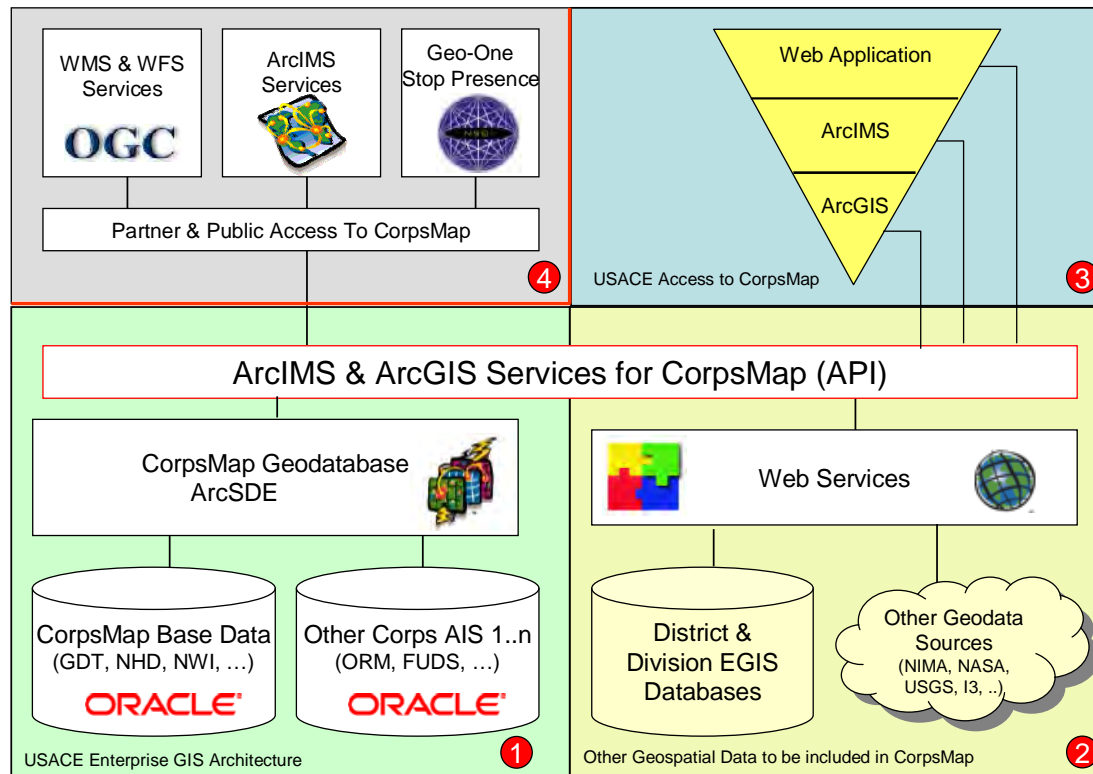 WMS & WFS
Services
OGC
ArcIMS
Services
Geo-One
Stop Presence
Partner & Public Access To CorpsMap
4
Web Application
ArcIMS
ArcGIS
USACE Access to CorpsMap
3
ArcIMS & ArcGIS Services for CorpsMap (API)
CorpsMap Geodatabase
ArcSDE
Web Services
CorpsMap Base Data
(GDT, NHD, NWI, …)
ORACLE®
Other Corps AIS 1..n
(ORM, FUDS, …)
ORACLE®
USACE Enterprise GIS Architecture
1
District &
Division EGIS
Databases
Other Geodata
Sources
(NIMA, NASA,
USGS, I3, ..)
Other Geospatial Data to be included in CorpsMap
2